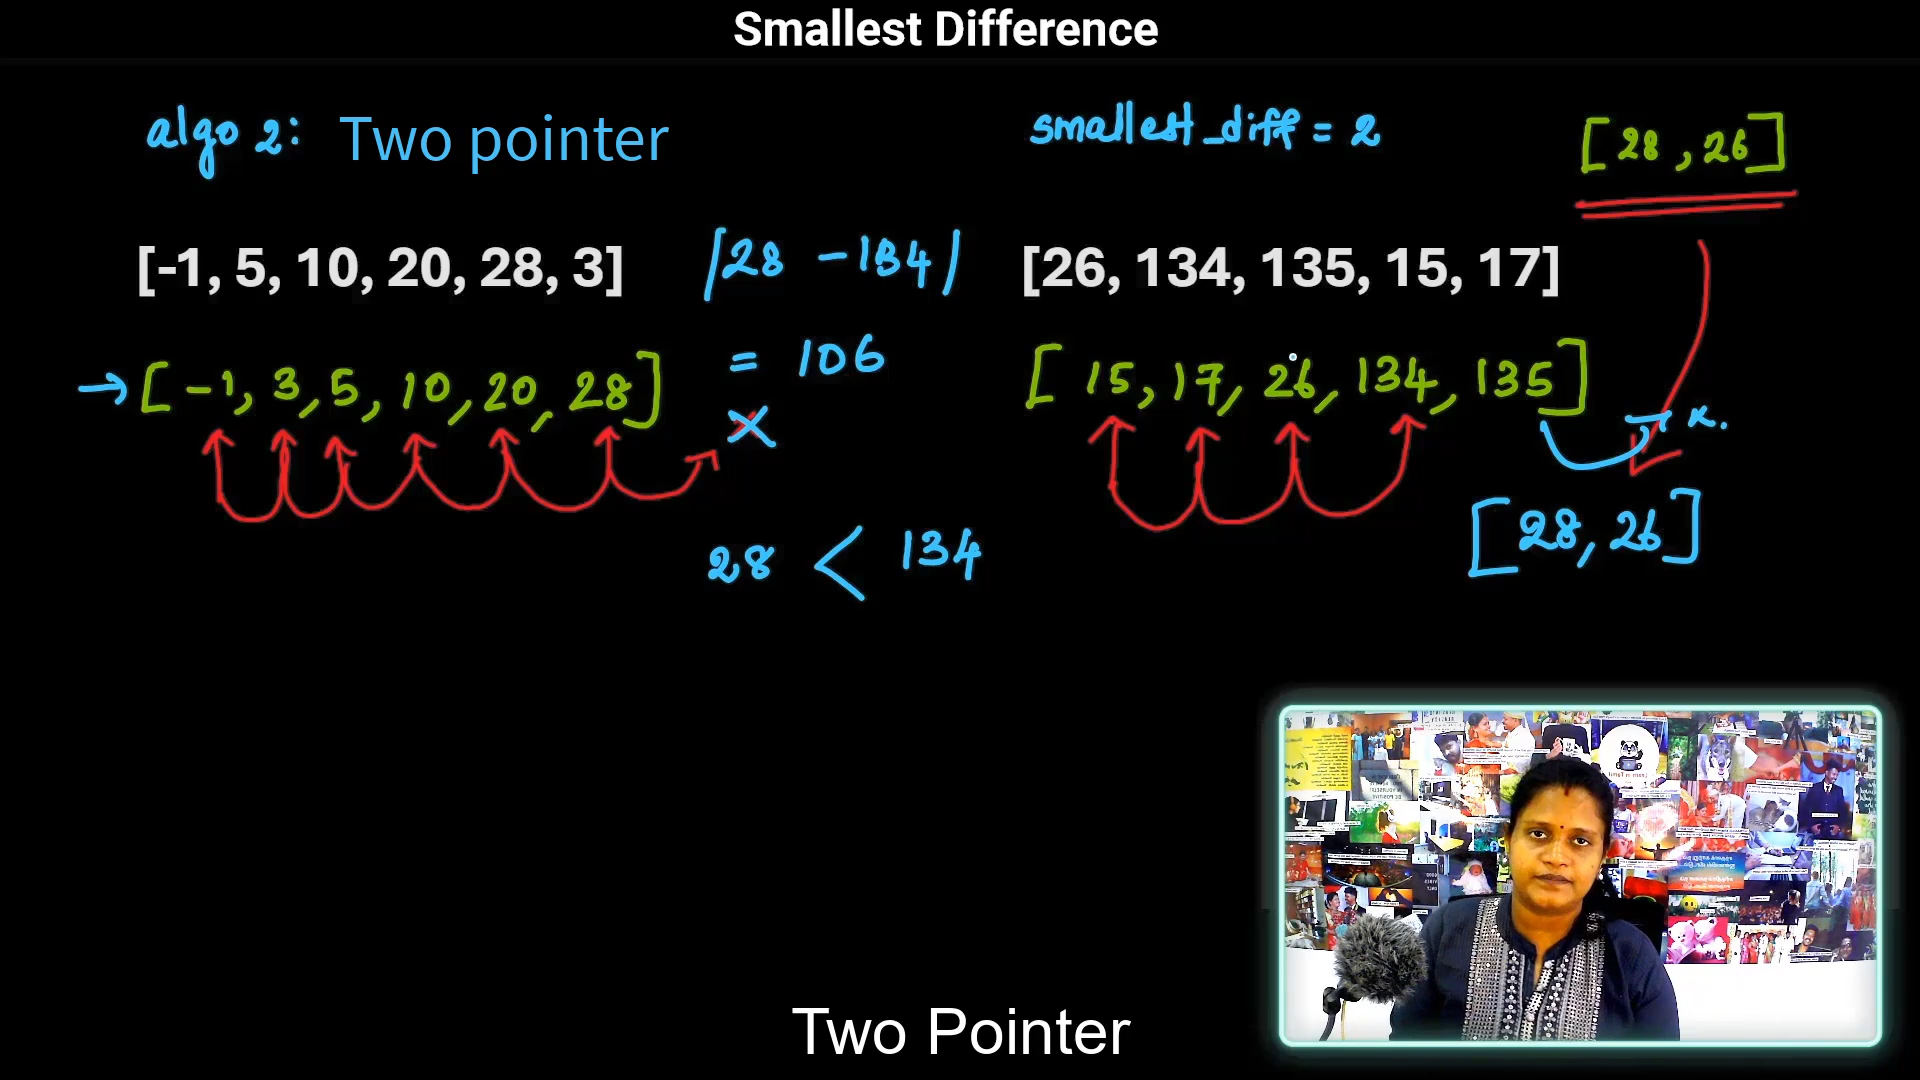 Smallest Difference
algo 2: Two pointer
smallest_diff = 2
[28, 26]
[-1, 5, 10, 20, 28, 3]
|28 - 134|
[26, 134, 135, 15, 17]
= 106
→ [-1, 3, 5, 10, 20, 28]
x
[15, 17, 26, 134, 135]
x.
28 < 134
[28, 26]
Two Pointer